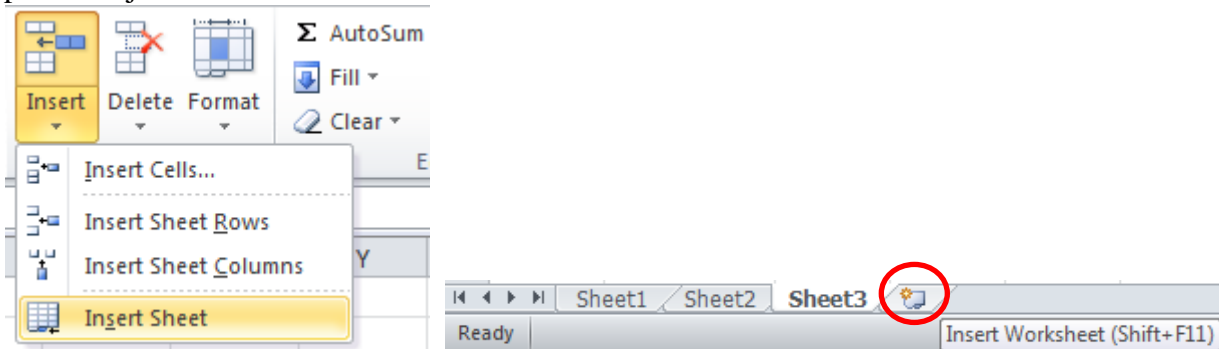 Σ AutoSum
Fill
Insert Delete Format
Clear
Insert Cells...
E
Insert Sheet Rows
Insert Sheet Columns
Y
Insert Sheet
Sheet1 Sheet2 Sheet3
Ready
Insert Worksheet (Shift+F11)